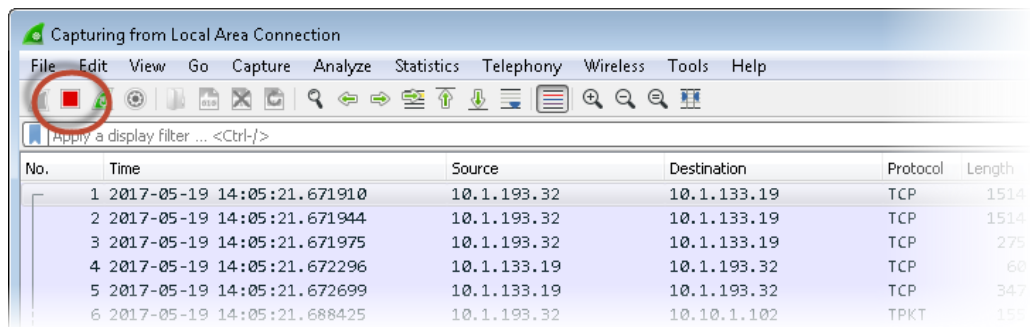 Capturing from Local Area Connection
File Edit View Go Capture Analyze Statistics Telephony Wireless Tools Help
Apply a display filter ... <Ctrl-/>
No. Time Source Destination Protocol Length
1 2017-05-19 14:05:21.671910 10.1.193.32 10.1.133.19 TCP 1514
2 2017-05-19 14:05:21.671944 10.1.193.32 10.1.133.19 TCP 1514
3 2017-05-19 14:05:21.671975 10.1.193.32 10.1.133.19 TCP 275
4 2017-05-19 14:05:21.672296 10.1.133.19 10.1.193.32 TCP 60
5 2017-05-19 14:05:21.672699 10.1.133.19 10.1.193.32 TCP 347
6 2017-05-19 14:05:21.688425 10.1.193.32 10.10.1.102 TPKT